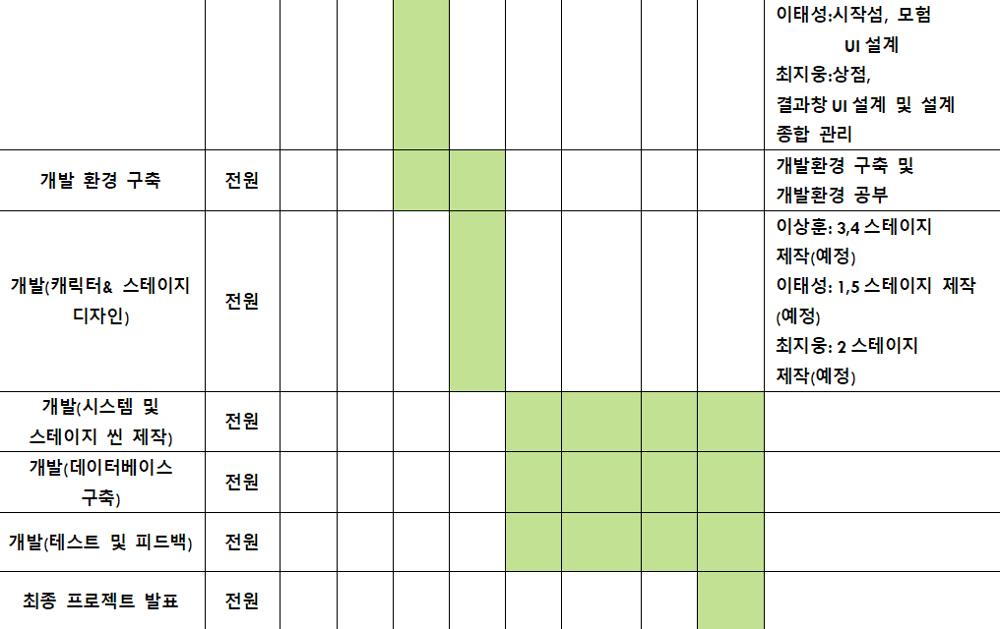 이태성:시작섬, 모험
UI 설계
최지웅:상점,
결과창 UI 설계 및 설계
종합 관리
개발 환경 구축
전원
개발환경 구축 및
개발환경 공부
개발(캐릭터& 스테이지
디자인)
전원
이상훈: 3,4 스테이지
제작(예정)
이태성: 1,5 스테이지 제작
(예정)
최지웅: 2 스테이지
제작(예정)
개발(시스템 및
스테이지 씬 제작)
전원
개발(데이터베이스
구축)
전원
개발(테스트 및 피드백)
전원
최종 프로젝트 발표
전원